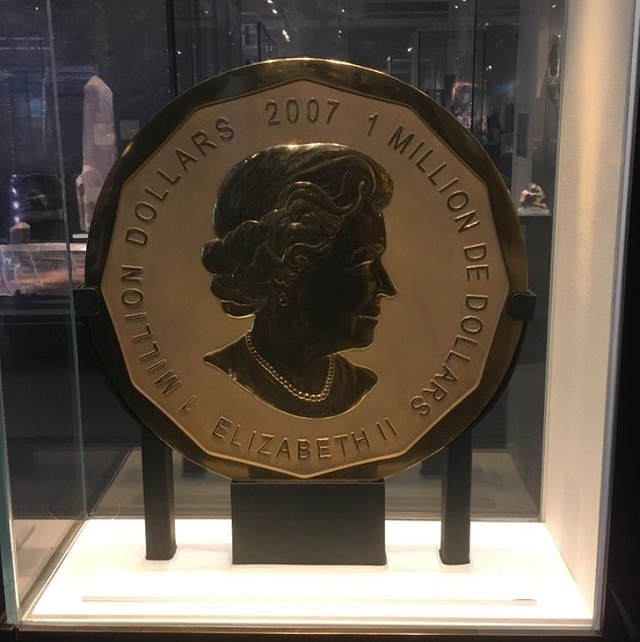 1 MILLION DOLLARS 2007 1 MILLION DE DOLLARS
ELIZABETH II